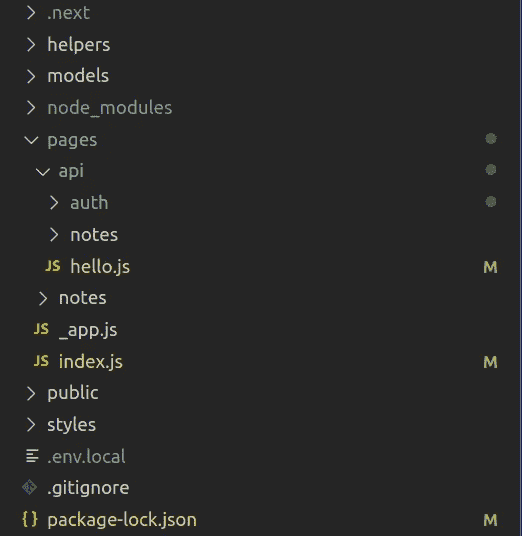 .next
helpers
models
node_modules
pages
api
auth
notes
JS hello.js M
notes
JS _app.js
JS index.js M
public
styles
.env.local
.gitignore
{} package-lock.json M